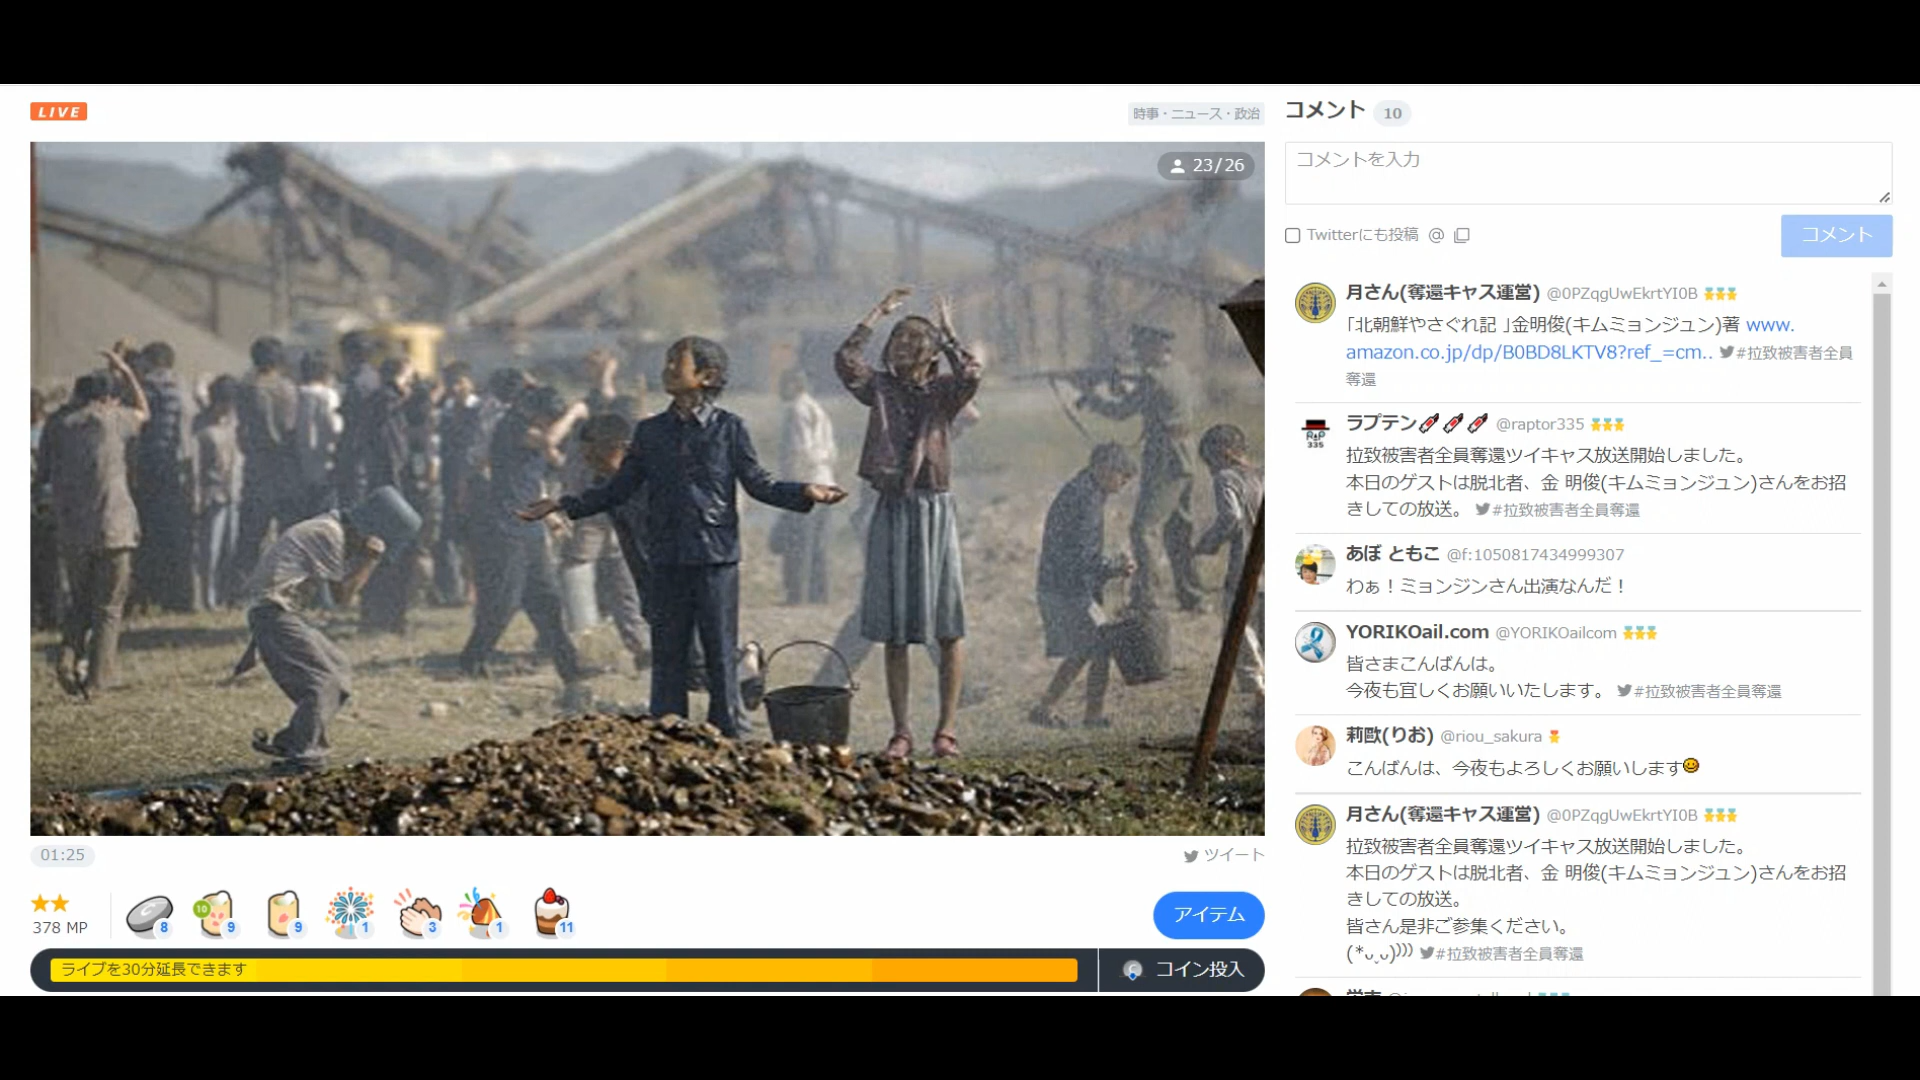 LIVE
時事・ニュース・政治
23/26
01:25
ツイート
378 MP
8
10
9
9
1
3
1
11
アイテム
ライブを30分延長できます
コイン投入
コメント 10
コメントを入力
Twitterにも投稿 @
コメント
月さん(奪還キャス運営) @0PZqgUwEkrtYI0B
「北朝鮮やさぐれ記 」金明俊(キムミョンジュン)著 www.
amazon.co.jp/dp/B0BD8LKTV8?ref_=cm.. #拉致被害者全員
奪還
ラプテン @raptor335
RAP
335
拉致被害者全員奪還ツイキャス放送開始しました。
本日のゲストは脱北者、金 明俊(キムミョンジュン)さんをお招
きしての放送。 #拉致被害者全員奪還
あぼ ともこ @f:1050817434999307
わぁ！ミョンジンさん出演なんだ！
YORIKOail.com @YORIKOailcom
皆さまこんばんは。
今夜も宜しくお願いいたします。 #拉致被害者全員奪還
莉歐(りお) @riou_sakura
こんばんは、今夜もよろしくお願いします
月さん(奪還キャス運営) @0PZqgUwEkrtYI0B
拉致被害者全員奪還ツイキャス放送開始しました。
本日のゲストは脱北者、金 明俊(キムミョンジュン)さんをお招
きしての放送。
皆さん是非ご参集ください。
(*ᴗˬᴗ)⁾⁾⁾ #拉致被害者全員奪還